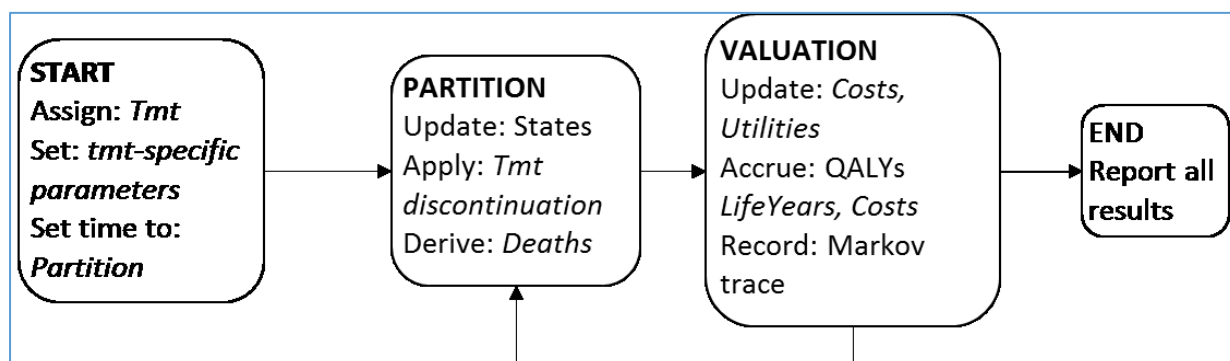 START
Assign: Tmt
Set: tmt-specific
parameters
Set time to:
Partition
PARTITION
Update: States
Apply: Tmt
discontinuation
Derive: Deaths
VALUATION
Update: Costs,
Utilities
Accrue: QALYs
LifeYears, Costs
Record: Markov
trace
END
Report all
results